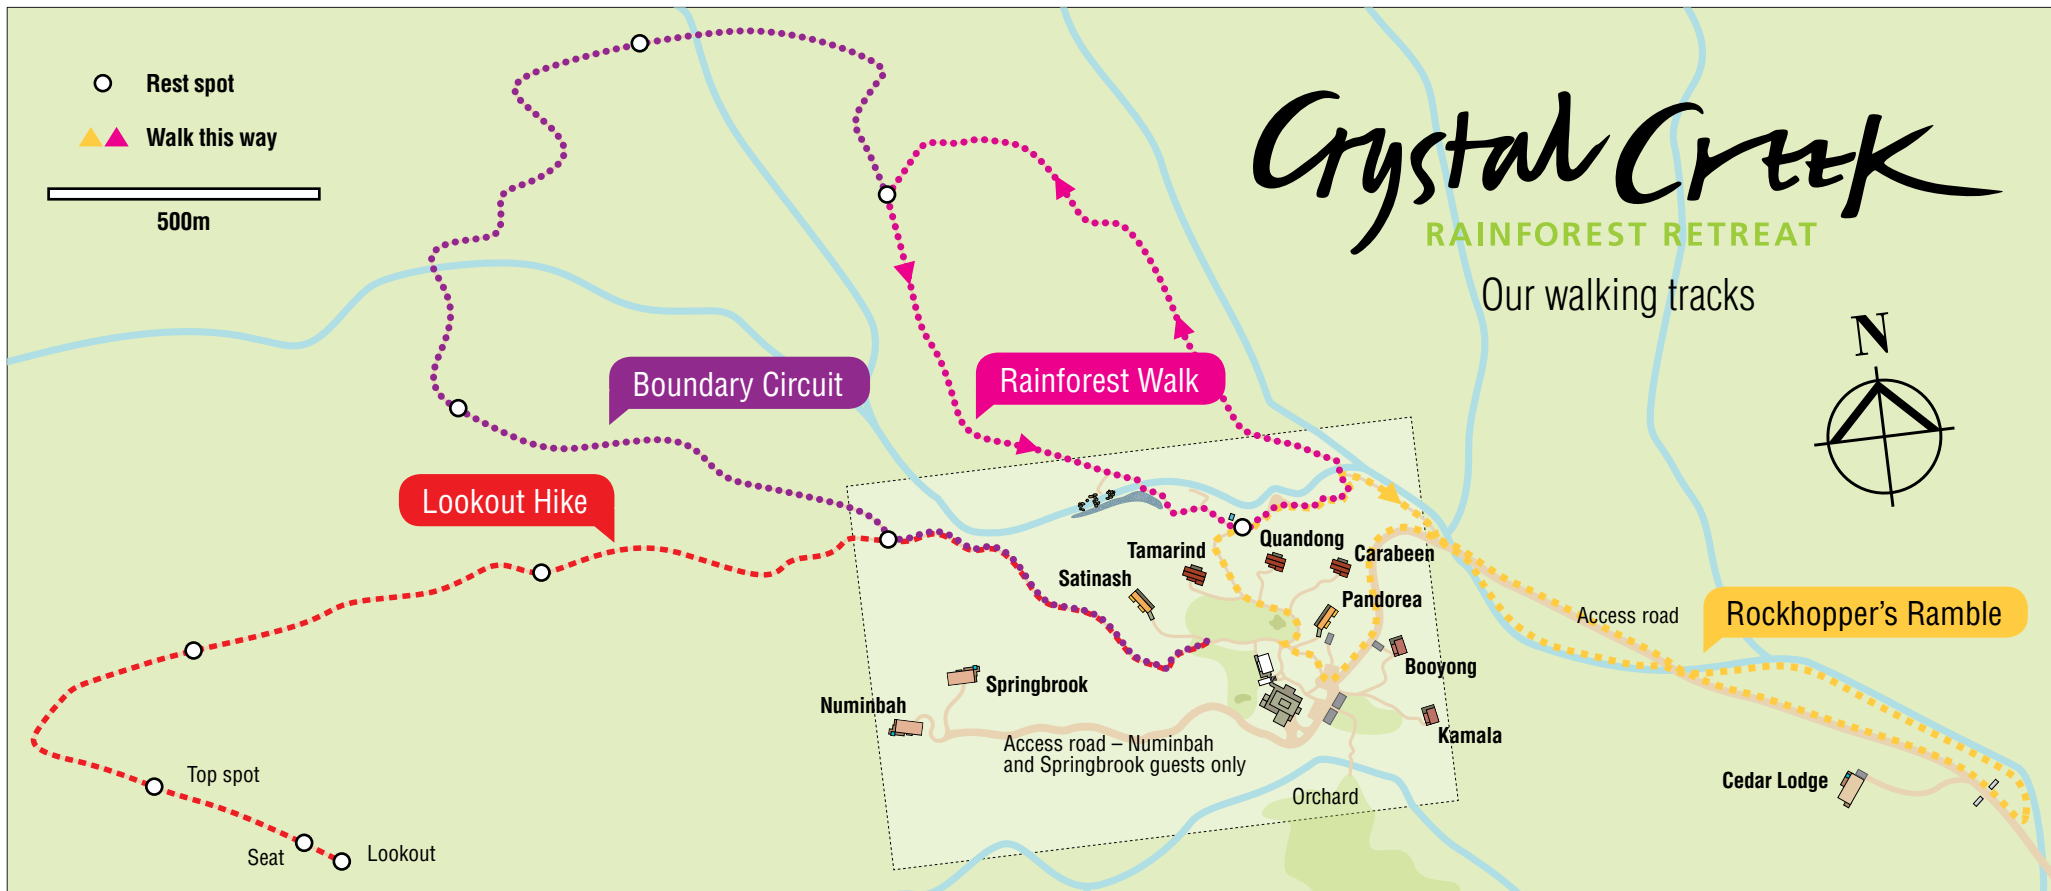 Rest spot
Walk this way
500m
Crystal Creek
RAINFOREST RETREAT
Our walking tracks
N
Boundary Circuit
Rainforest Walk
Lookout Hike
Quandong
Tamarind
Carabeen
Satinash
Pandorea
Access road
Rockhopper's Ramble
Booyong
Springbrook
Numinbah
Kamala
Access road – Numinbah
and Springbrook guests only
Top spot
Cedar Lodge
Orchard
Seat
Lookout